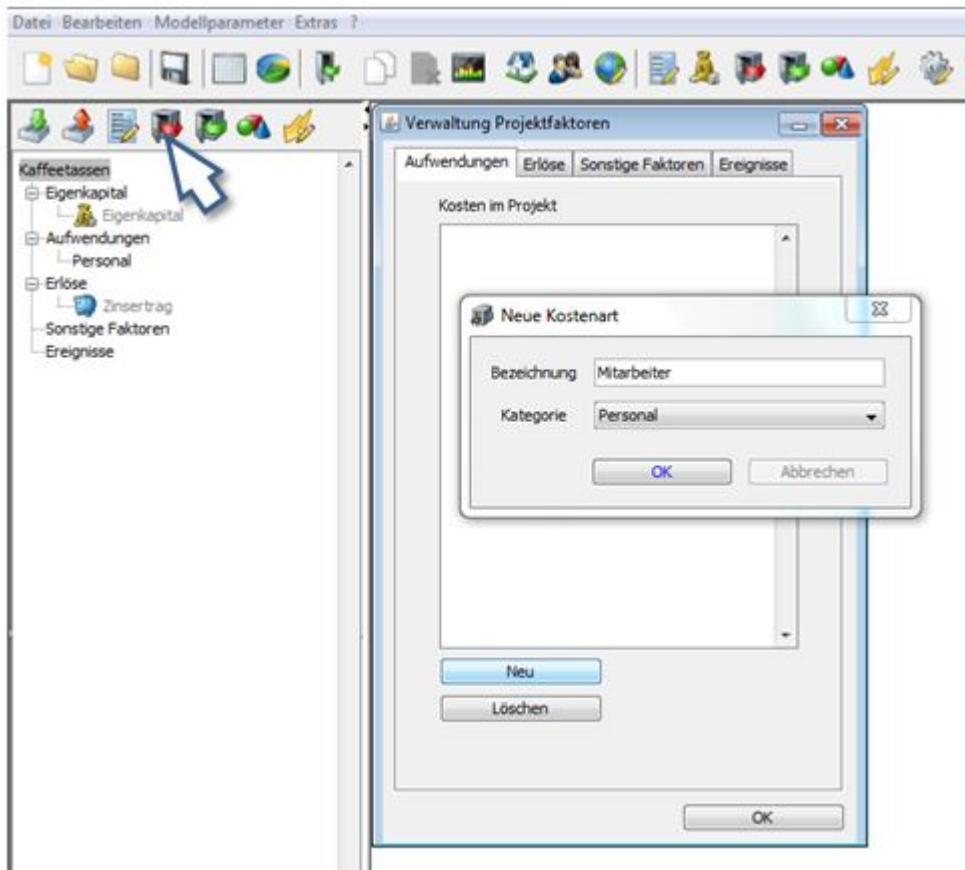 Datei Bearbeiten Modellparameter Extras ?
Kaffeetassen
Eigenkapital
Eigenkapital
Aufwendungen
Personal
Erlöse
Zinsertrag
Sonstige Faktoren
Ereignisse
Verwaltung Projektfaktoren
Aufwendungen Erlöse Sonstige Faktoren Ereignisse
Kosten im Projekt
Neue Kostenart
Bezeichnung Mitarbeiter
Kategorie Personal
OK Abbrechen
Neu
Löschen
OK